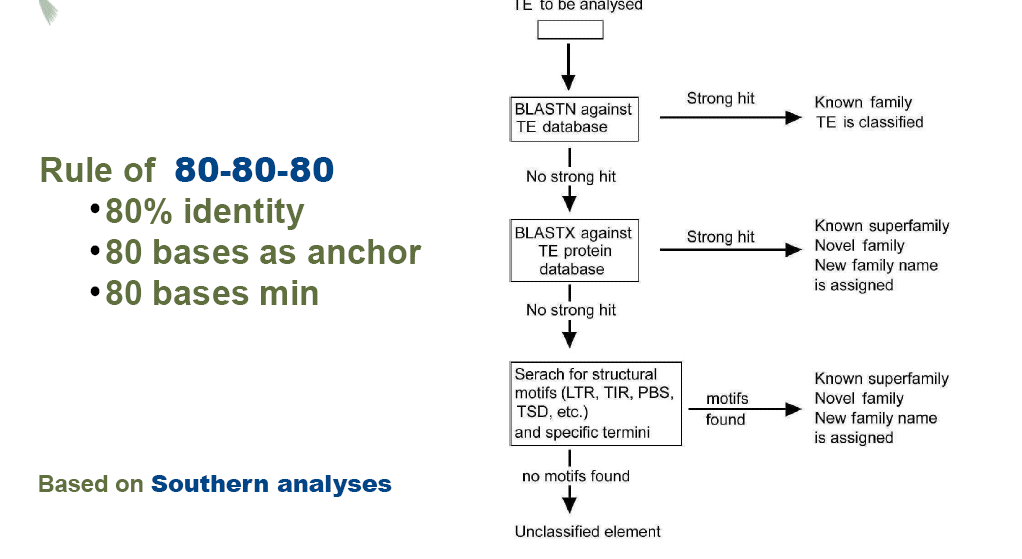 Rule of 80-80-80
•80% identity
•80 bases as anchor
•80 bases min
Based on Southern analyses
TE to be analysed
BLASTN against
TE database
Strong hit
Known family
TE is classified
No strong hit
BLASTX against
TE protein
database
Strong hit
Known superfamily
Novel family
New family name
is assigned
No strong hit
Serach for structural
motifs (LTR, TIR, PBS,
TSD, etc.)
and specific termini
motifs
found
Known superfamily
Novel family
New family name
is assigned
no motifs found
Unclassified element